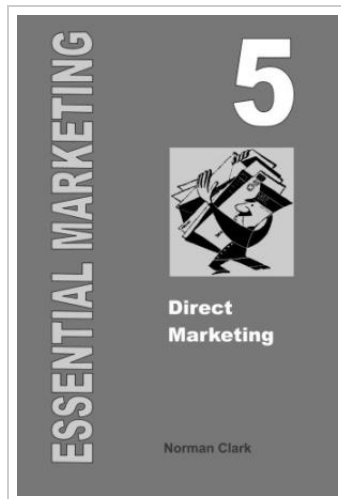 ESSENTIAL MARKETING
5
Direct
Marketing
Norman Clark